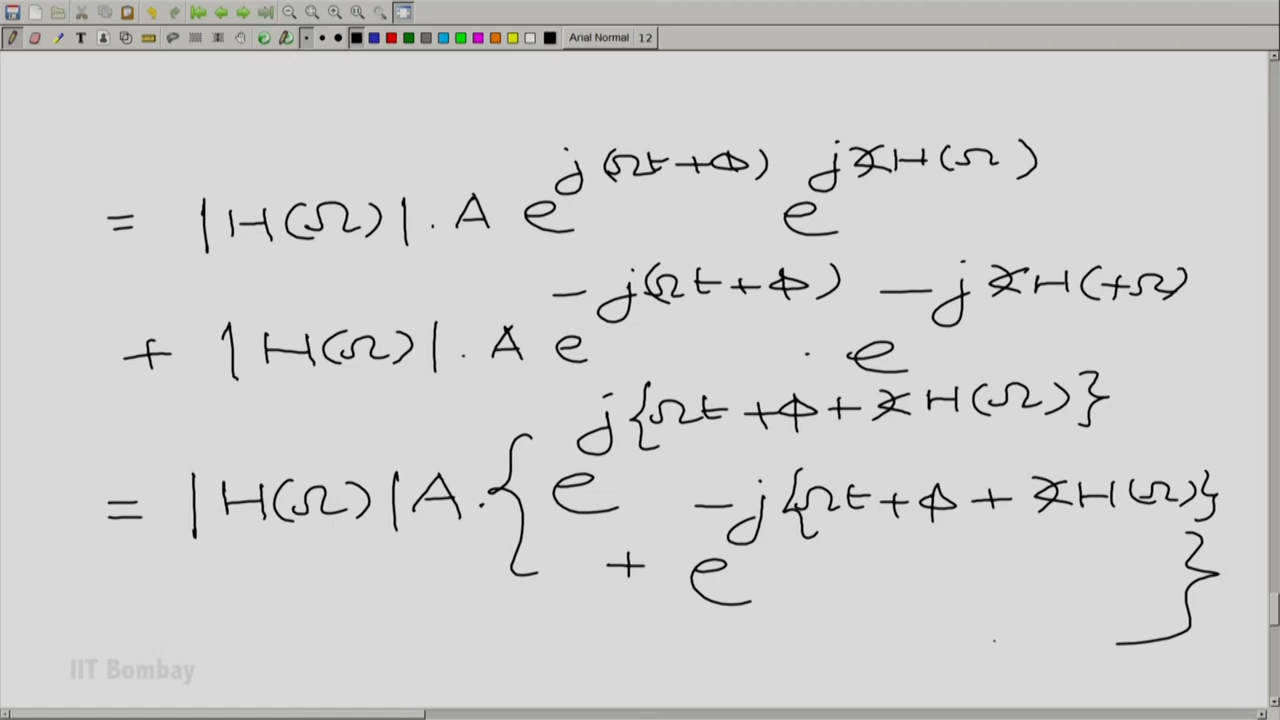 Arial Normal 12
= |H(Ω)| . A e^{j(Ωt+ϕ)} e^{j∡H(Ω)}
+ |H(Ω)| . A e^{-j(Ωt+ϕ)} . e^{-j∡H(+Ω)}
= |H(Ω)| A . { e^{j{Ωt+ϕ+∡H(Ω)}}
+ e^{-j{Ωt+ϕ+∡H(Ω)}} }
IIT Bombay